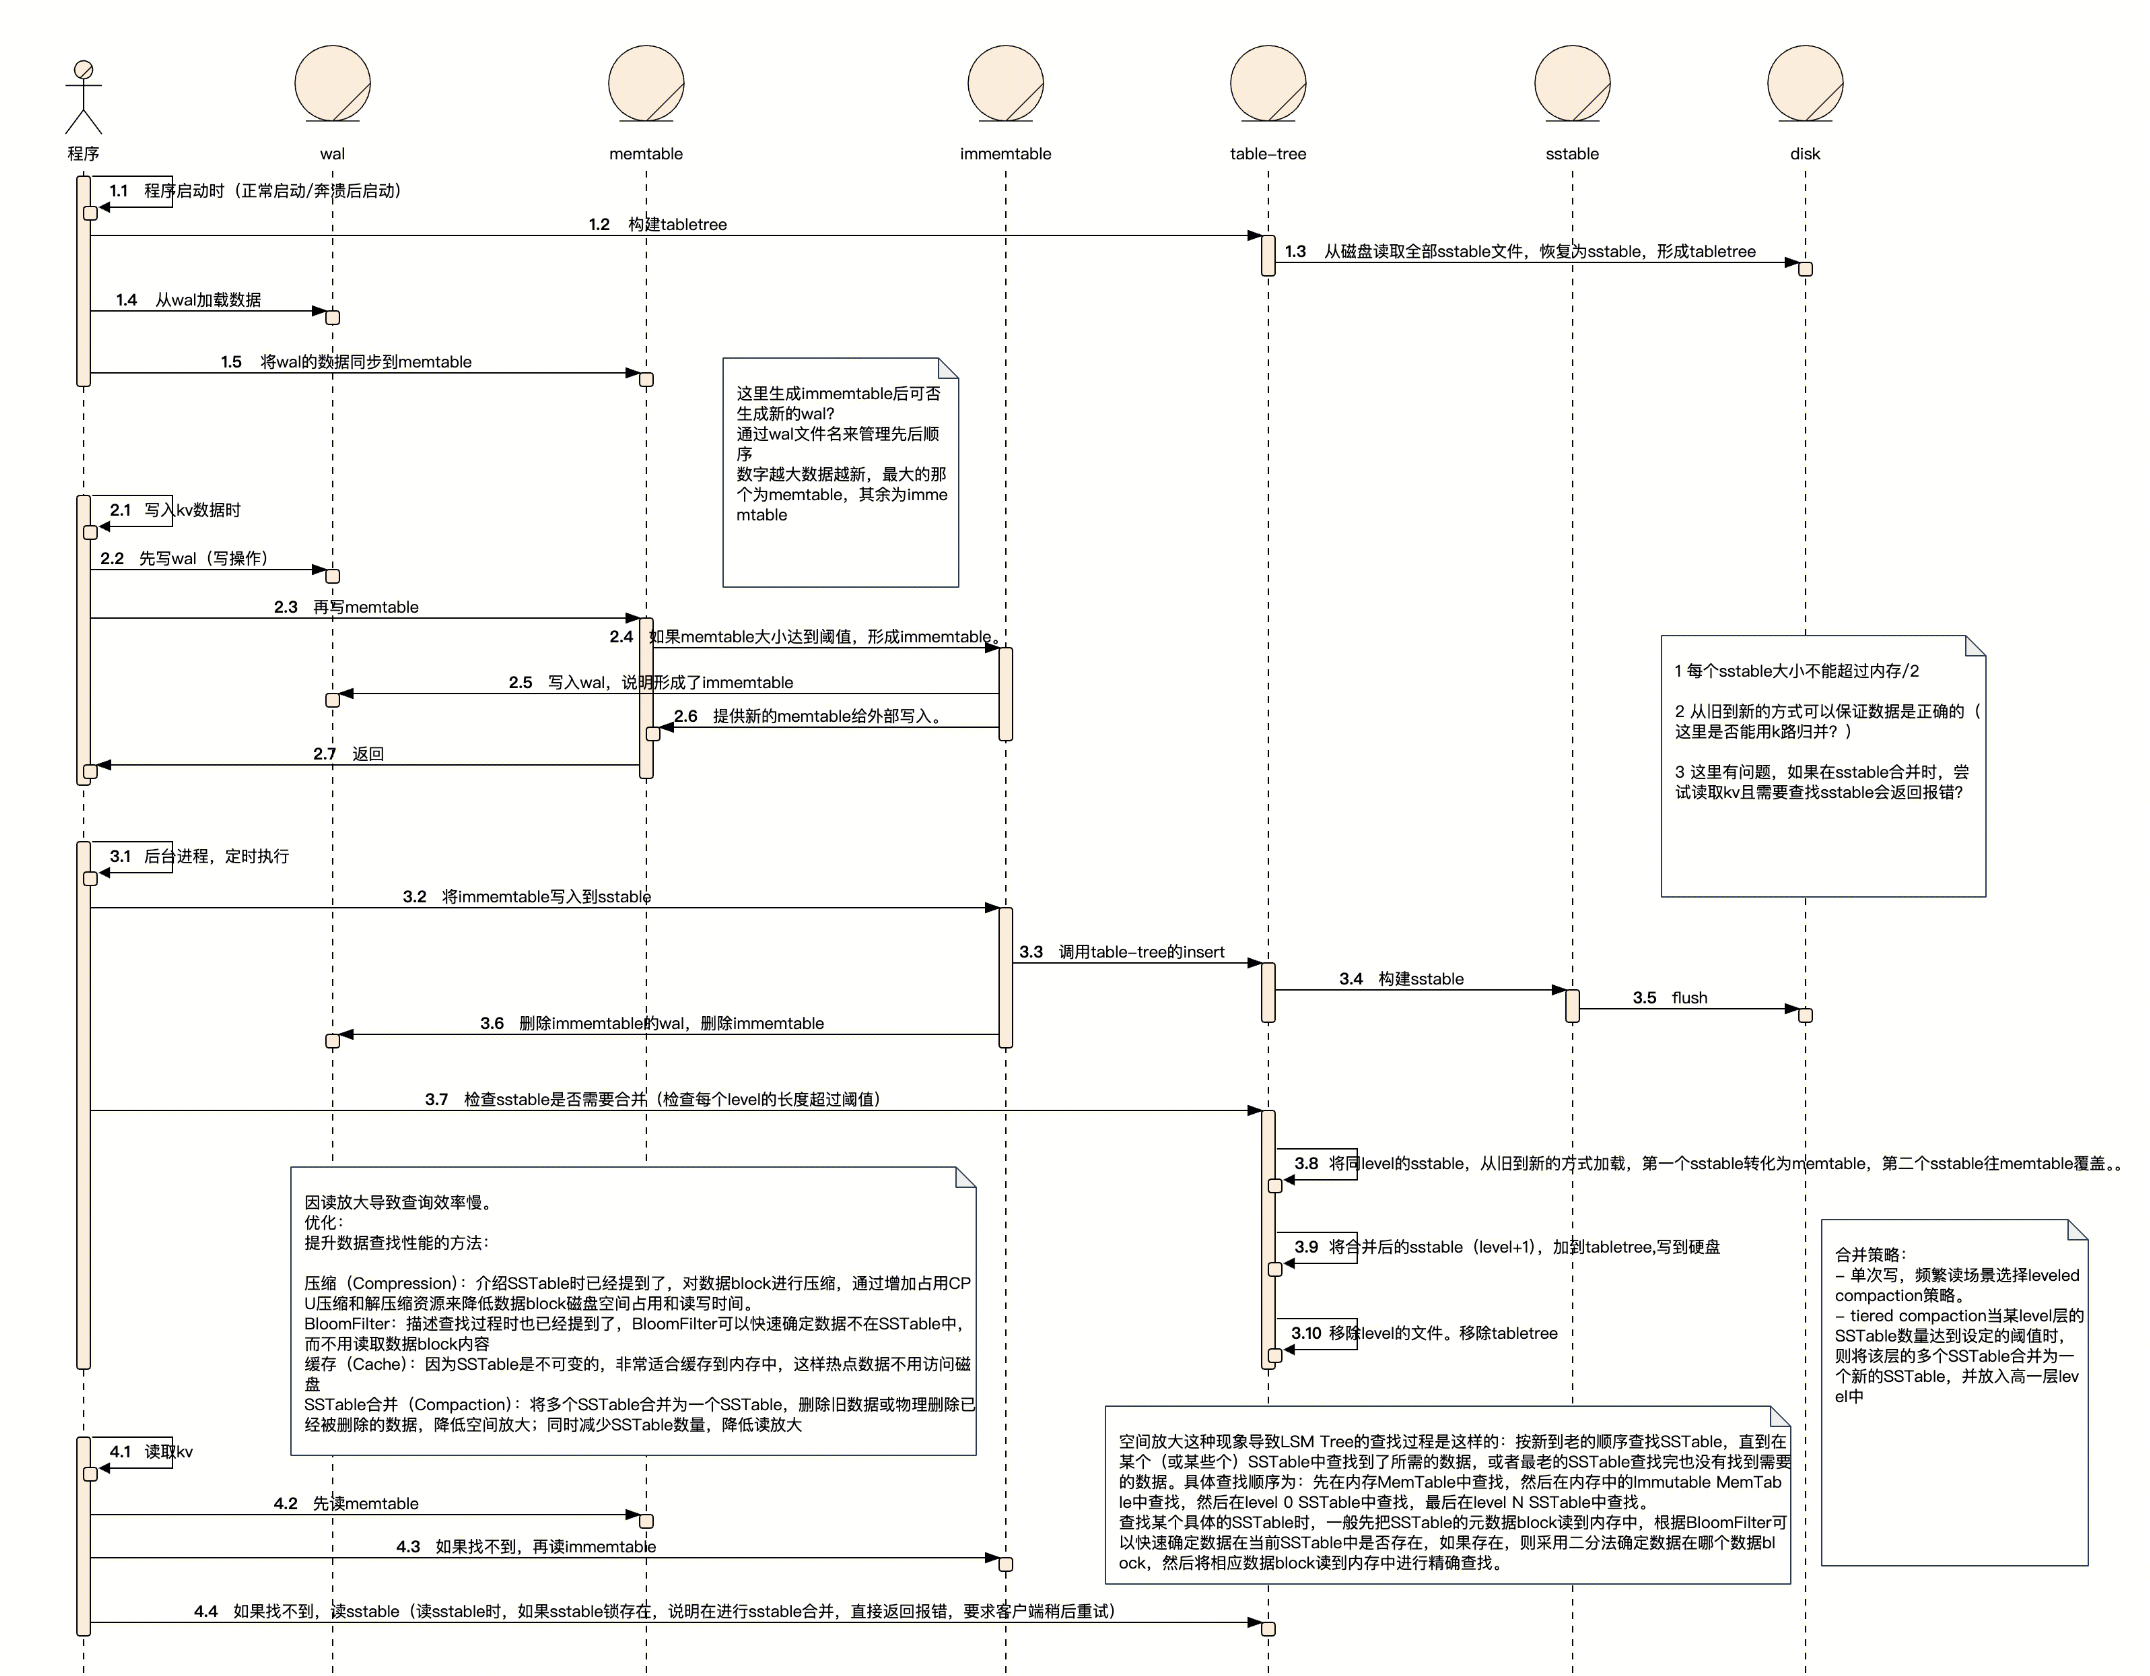 程序
wal
memtable
immemtable
table-tree
sstable
disk
1.1 程序启动时（正常启动/奔溃后启动）
1.2 构建tabletree
1.3 从磁盘读取全部sstable文件，恢复为sstable，形成tabletree
1.4 从wal加载数据
1.5 将wal的数据同步到memtable
这里生成immemtable后可否
生成新的wal？
通过wal文件名来管理先后顺
序
数字越大数据越新，最大的那
个为memtable，其余为imme
mtable
2.1 写入kv数据时
2.2 先写wal（写操作）
2.3 再写memtable
2.4 如果memtable大小达到阈值，形成immemtable。
2.5 写入wal，说明形成了immemtable
2.6 提供新的memtable给外部写入。
2.7 返回
1 每个sstable大小不能超过内存/2
2 从旧到新的方式可以保证数据是正确的（
这里是否能用k路归并？）
3 这里有问题，如果在sstable合并时，尝
试读取kv且需要查找sstable会返回报错?
3.1 后台进程，定时执行
3.2 将immemtable写入到sstable
3.3 调用table-tree的insert
3.4 构建sstable
3.5 flush
3.6 删除immemtable的wal，删除immemtable
3.7 检查sstable是否需要合并（检查每个level的长度超过阈值）
3.8 将同level的sstable，从旧到新的方式加载，第一个sstable转化为memtable，第二个sstable往memtable覆盖。。
3.9 将合并后的sstable（level+1），加到tabletree,写到硬盘
3.10 移除level的文件。移除tabletree
因读放大导致查询效率慢。
优化：
提升数据查找性能的方法：
压缩（Compression）：介绍SSTable时已经提到了，对数据block进行压缩，通过增加占用CP
U压缩和解压缩资源来降低数据block磁盘空间占用和读写时间。
BloomFilter：描述查找过程时也已经提到了，BloomFilter可以快速确定数据不在SSTable中，
而不用读取数据block内容
缓存（Cache）：因为SSTable是不可变的，非常适合缓存到内存中，这样热点数据不用访问磁
盘
SSTable合并（Compaction）：将多个SSTable合并为一个SSTable，删除旧数据或物理删除已
经被删除的数据，降低空间放大；同时减少SSTable数量，降低读放大
合并策略：
- 单次写，频繁读场景选择leveled
compaction策略。
- tiered compaction当某level层的
SSTable数量达到设定的阈值时，
则将该层的多个SSTable合并为一
个新的SSTable，并放入高一层lev
el中
空间放大这种现象导致LSM Tree的查找过程是这样的：按新到老的顺序查找SSTable，直到在
某个（或某些个）SSTable中查找到了所需的数据，或者最老的SSTable查找完也没有找到需要
的数据。具体查找顺序为：先在内存MemTable中查找，然后在内存中的Immutable MemTab
le中查找，然后在level 0 SSTable中查找，最后在level N SSTable中查找。
查找某个具体的SSTable时，一般先把SSTable的元数据block读到内存中，根据BloomFilter可
以快速确定数据在当前SSTable中是否存在，如果存在，则采用二分法确定数据在哪个数据bl
ock，然后将相应数据block读到内存中进行精确查找。
4.1 读取kv
4.2 先读memtable
4.3 如果找不到，再读immemtable
4.4 如果找不到，读sstable（读sstable时，如果sstable锁存在，说明在进行sstable合并，直接返回报错，要求客户端稍后重试）